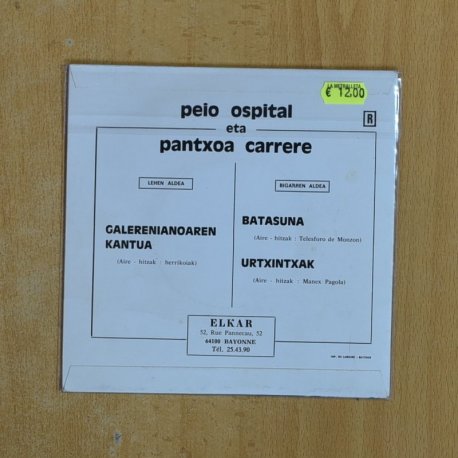 LA METRALLETA
€ 12.00
peio ospital
eta
pantxoa carrere
R
LEHEN ALDEA
GALERENIANOAREN
KANTUA
(Aire - hitzak : herrikoiak)
BIGARREN ALDEA
BATASUNA
(Aire - hitzak : Telesforo de Monzon)
URTXINTXAK
(Aire - hitzak : Manex Pagola)
ELKAR
52, Rue Pannecau, 52
64100 BAYONNE
Tél. 25.43.90